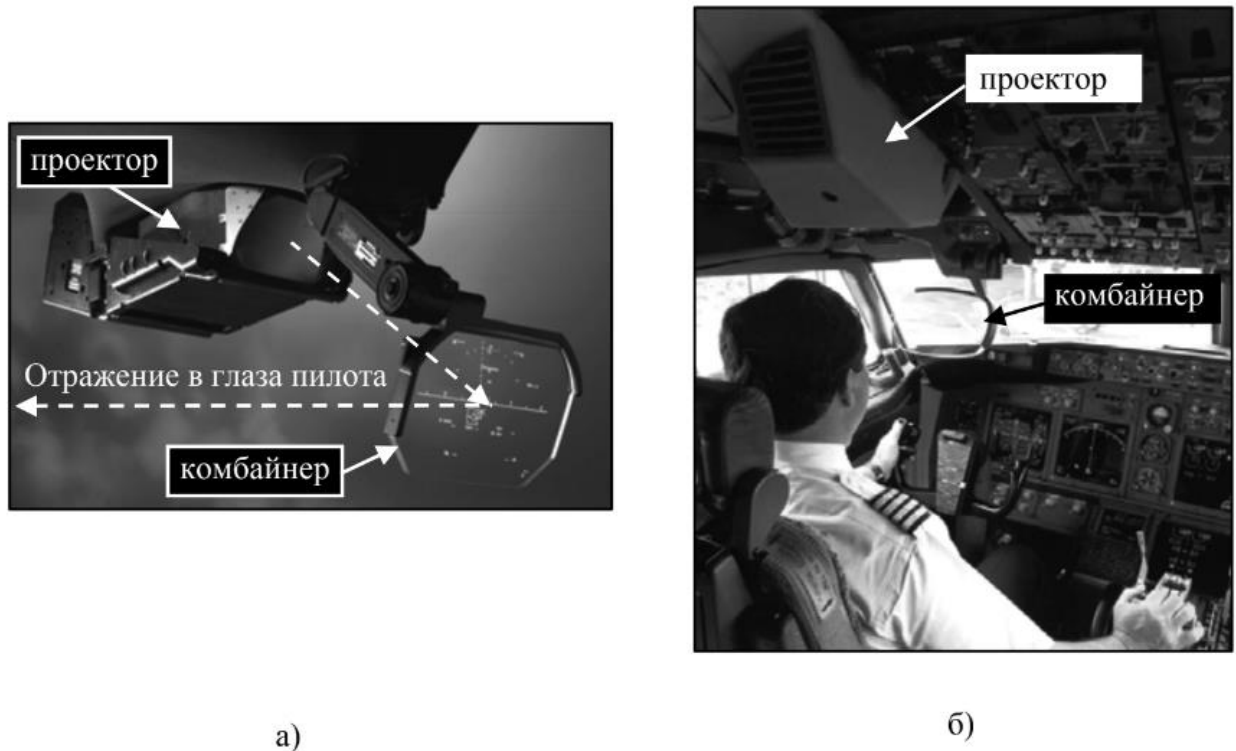 проектор
Отражение в глаза пилота
комбайнер
а)
проектор
комбайнер
б)